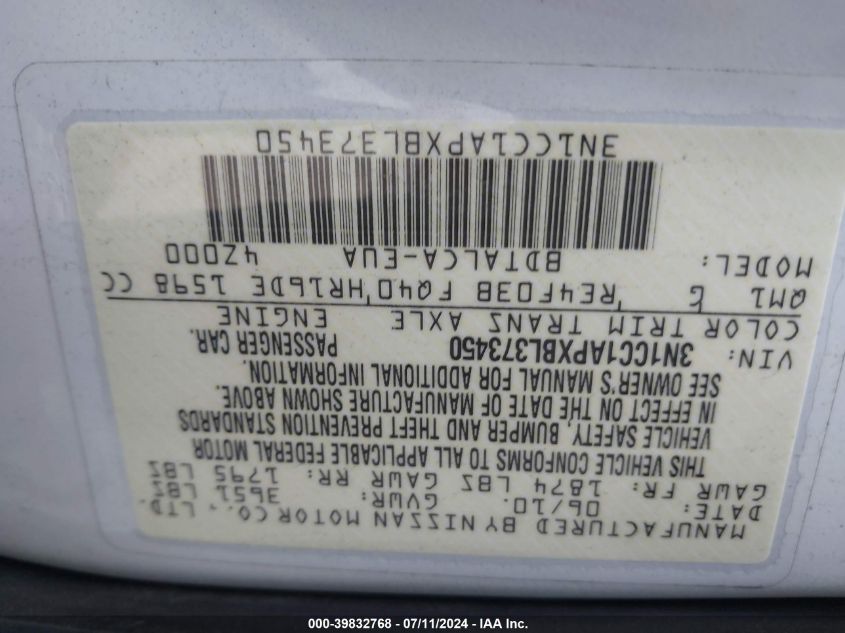 MANUFACTURED BY NISSAN MOTOR CO., LTD.
DATE: 06/10. GVWR: 3651 LBS
GAWR FR: 1874 LBS GAWR RR: 1795 LBS
THIS VEHICLE CONFORMS TO ALL APPLICABLE FEDERAL MOTOR
VEHICLE SAFETY, BUMPER AND THEFT PREVENTION STANDARDS
IN EFFECT ON THE DATE OF MANUFACTURE SHOWN ABOVE.
SEE OWNER'S MANUAL FOR ADDITIONAL INFORMATION.
VIN: 3N1CC1APXBL373450 PASSENGER CAR.
COLOR TRIM TRANS AXLE ENGINE
QM1 G 'RE4F03B FQ40'HR16DE 1598 CC
MODEL: BDTALCA-EUA 4Z000
3N1CC1APXBL373450
000-39832768 - 07/11/2024 - IAA Inc.